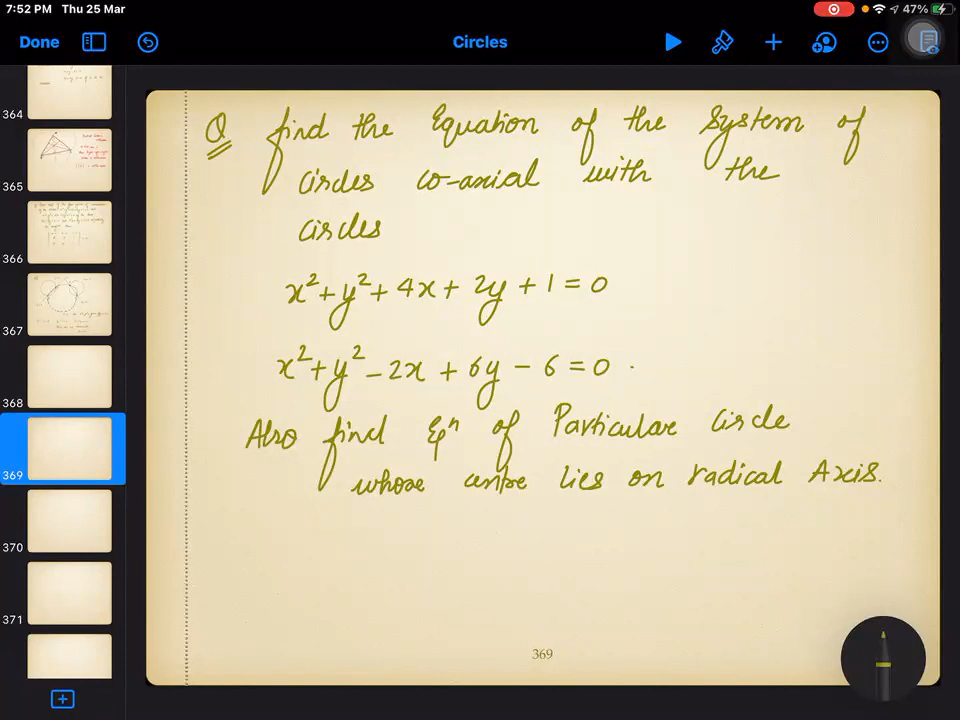 7:52 PM Thu 25 Mar
47%
Done
Circles
364
365
366
367
368
369
370
371
Q find the Equation of the System of
circles co-axial with the
circles
x²+y²+4x+2y+1=0
x²+y²-2x+6y-6=0
Also find Eqⁿ of Particular Circle
whose centre lies on radical Axis.
369